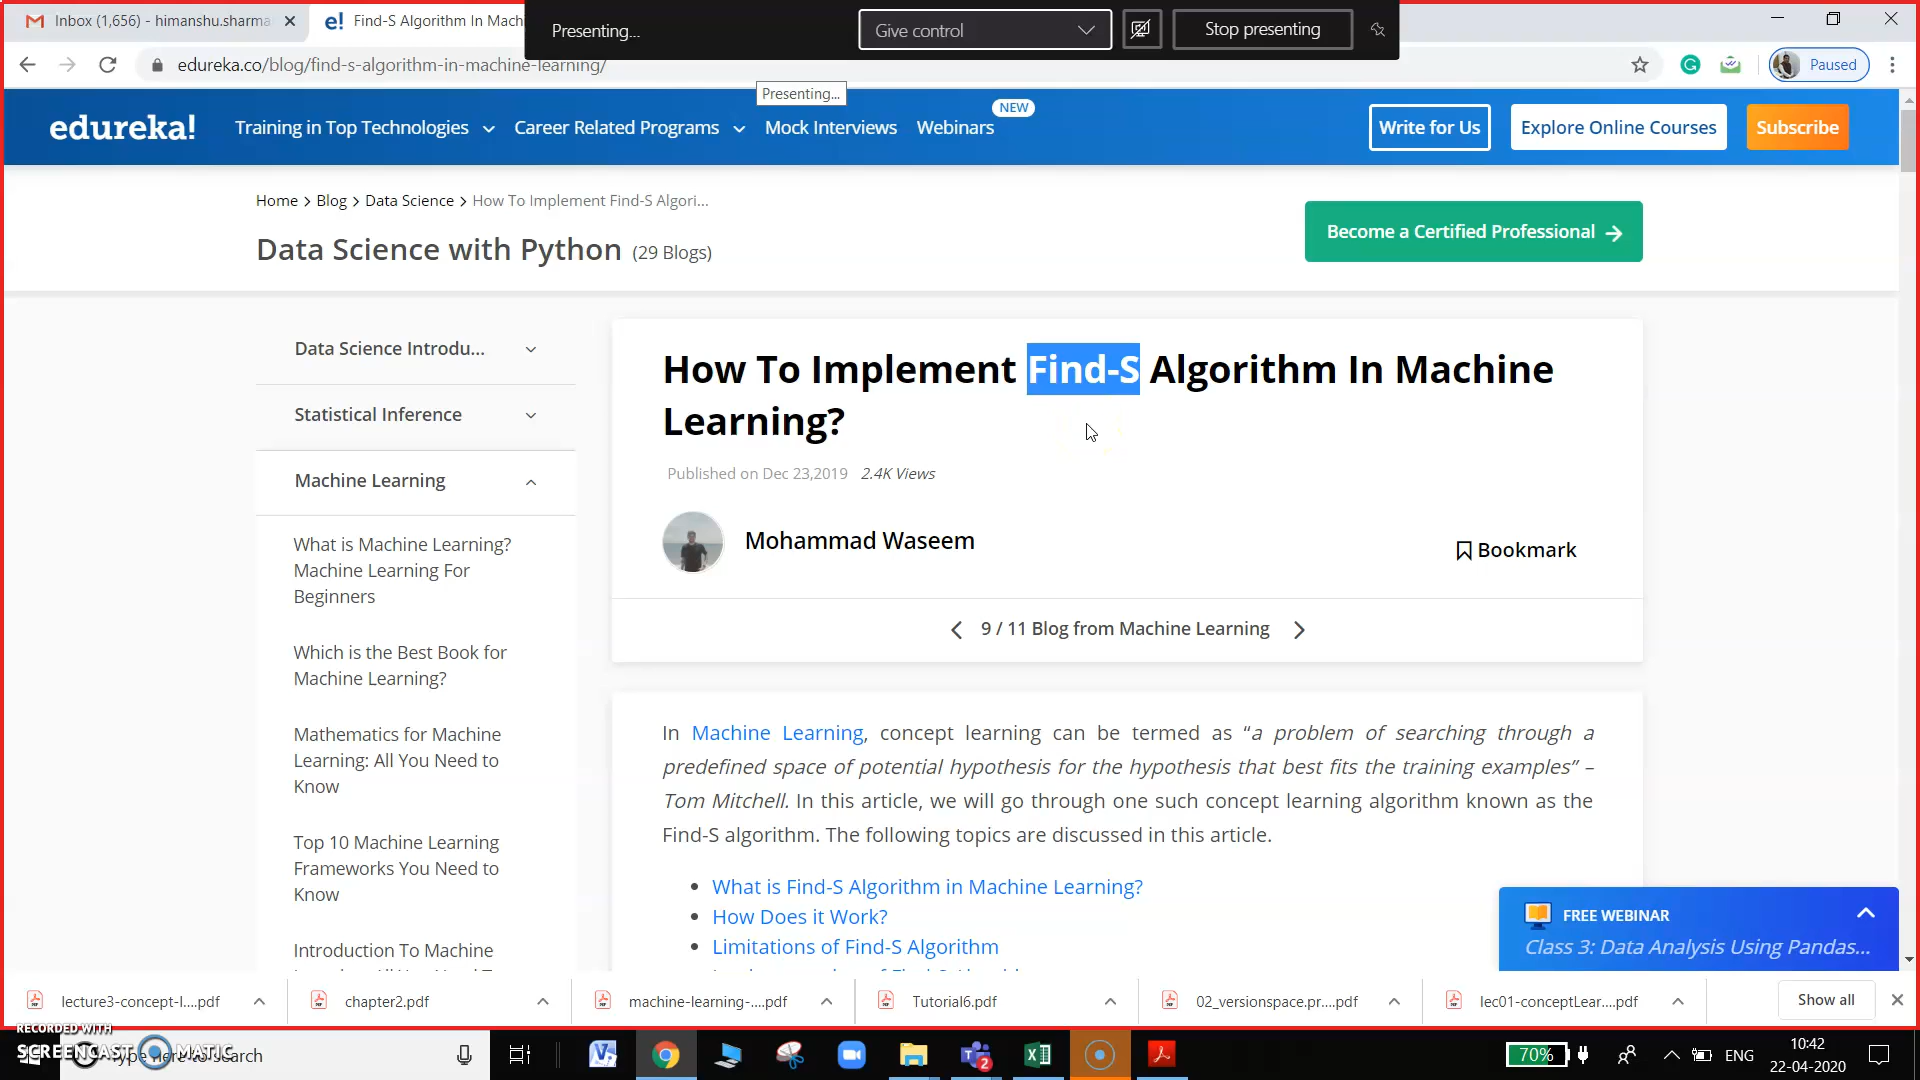 Inbox (1,656) - himanshu.sharma
Find-S Algorithm In Mach
Presenting...
Give control
Stop presenting
edureka.co/blog/find-s-algorithm-in-machine-learning/
Paused
Presenting...
edureka!
Training in Top Technologies
Career Related Programs
Mock Interviews
Webinars
NEW
Write for Us
Explore Online Courses
Subscribe
Home > Blog > Data Science > How To Implement Find-S Algori...
Data Science with Python (29 Blogs)
Become a Certified Professional →
Data Science Introdu...
Statistical Inference
Machine Learning
What is Machine Learning?
Machine Learning For
Beginners
Which is the Best Book for
Machine Learning?
Mathematics for Machine
Learning: All You Need to
Know
Top 10 Machine Learning
Frameworks You Need to
Know
Introduction To Machine
How To Implement Find-S Algorithm In Machine
Learning?
Published on Dec 23,2019 2.4K Views
Mohammad Waseem
Bookmark
9 / 11 Blog from Machine Learning
In Machine Learning, concept learning can be termed as “a problem of searching through a
predefined space of potential hypothesis for the hypothesis that best fits the training examples” –
Tom Mitchell. In this article, we will go through one such concept learning algorithm known as the
Find-S algorithm. The following topics are discussed in this article.
• What is Find-S Algorithm in Machine Learning?
• How Does it Work?
• Limitations of Find-S Algorithm
FREE WEBINAR
Class 3: Data Analysis Using Pandas...
lecture3-concept-l....pdf
chapter2.pdf
machine-learning-....pdf
Tutorial6.pdf
02_versionspace.pr....pdf
lec01-conceptLear....pdf
Show all
RECORDED WITH
SCREENCAST MATIC
Type here to search
2
70%
ENG
10:42
22-04-2020